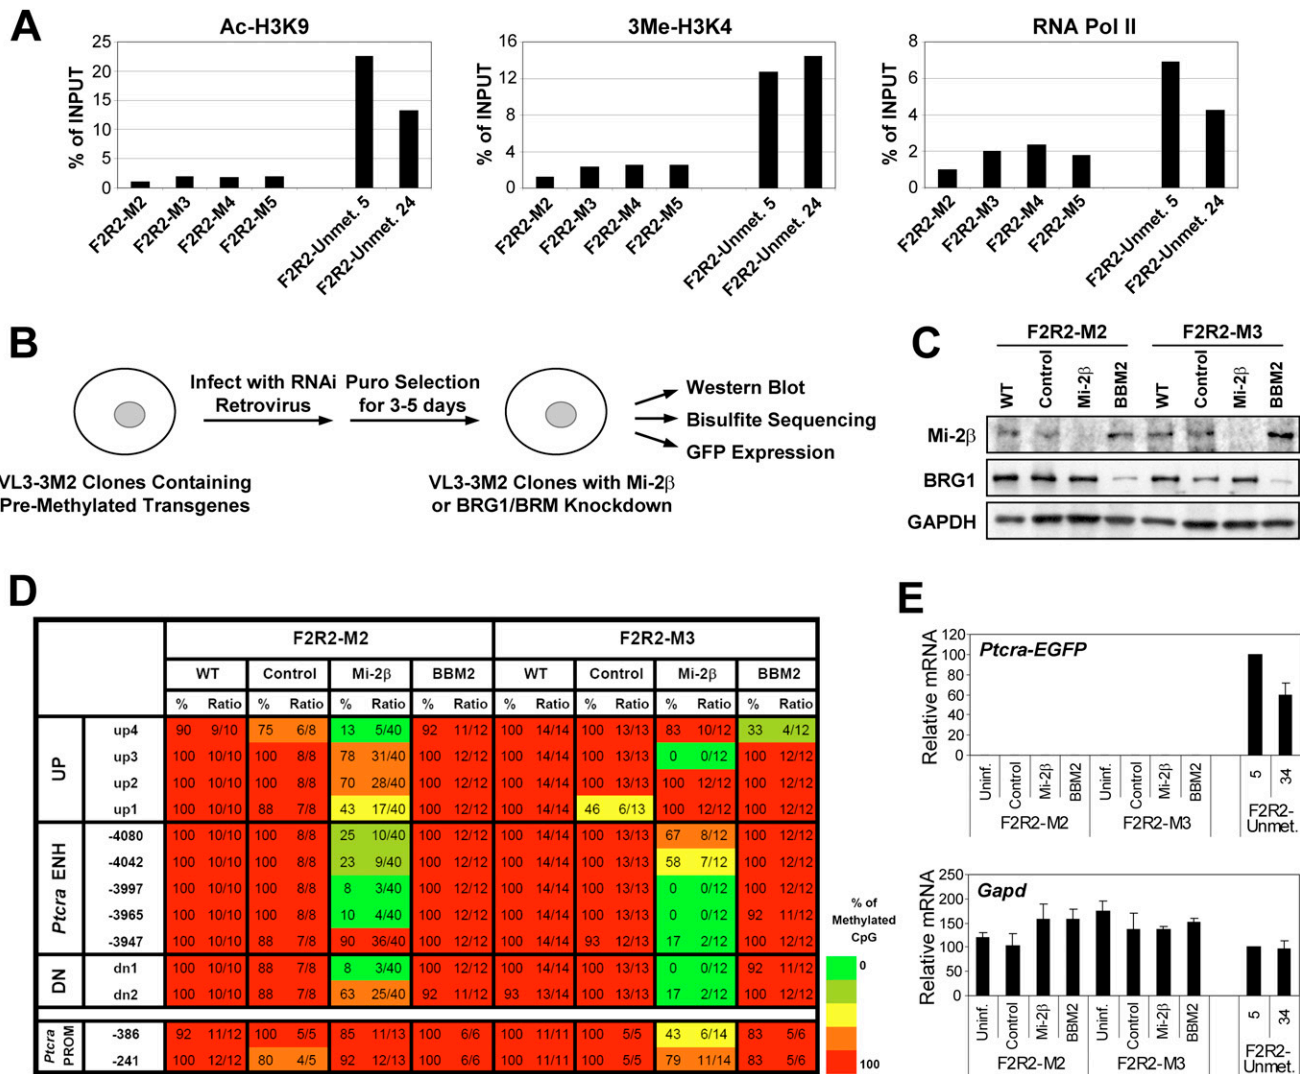 A
Ac-H3K9
% of INPUT
25
20
15
10
5
0
F2R2-M2
F2R2-M3
F2R2-M4
F2R2-M5
F2R2-Unmet. 5
F2R2-Unmet. 24
3Me-H3K4
% of INPUT
16
12
8
4
0
F2R2-M2
F2R2-M3
F2R2-M4
F2R2-M5
F2R2-Unmet. 5
F2R2-Unmet. 24
RNA Pol II
% of INPUT
8
6
4
2
0
F2R2-M2
F2R2-M3
F2R2-M4
F2R2-M5
F2R2-Unmet. 5
F2R2-Unmet. 24
B
Infect with RNAi
Retrovirus
Puro Selection
for 3-5 days
Western Blot
Bisulfite Sequencing
GFP Expression
VL3-3M2 Clones Containing
Pre-Methylated Transgenes
VL3-3M2 Clones with Mi-2β
or BRG1/BRM Knockdown
C
F2R2-M2 F2R2-M3
WT Control Mi-2β BBM2 WT Control Mi-2β BBM2
Mi-2β
BRG1
GAPDH
D
F2R2-M2 F2R2-M3
WT Control Mi-2β BBM2 WT Control Mi-2β BBM2
% Ratio % Ratio % Ratio % Ratio % Ratio % Ratio % Ratio % Ratio
UP
up4 90 9/10 75 6/8 13 5/40 92 11/12 100 14/14 100 13/13 83 10/12 33 4/12
up3 100 10/10 100 8/8 78 31/40 100 12/12 100 14/14 100 13/13 0 0/12 100 12/12
up2 100 10/10 100 8/8 70 28/40 100 12/12 100 14/14 100 13/13 100 12/12 100 12/12
up1 100 10/10 88 7/8 43 17/40 100 12/12 100 14/14 46 6/13 100 12/12 100 12/12
Ptcra ENH
-4080 100 10/10 100 8/8 25 10/40 100 12/12 100 14/14 100 13/13 67 8/12 100 12/12
-4042 100 10/10 100 8/8 23 9/40 100 12/12 100 14/14 100 13/13 58 7/12 100 12/12
-3997 100 10/10 100 8/8 8 3/40 100 12/12 100 14/14 100 13/13 0 0/12 100 12/12
-3965 100 10/10 100 8/8 10 4/40 100 12/12 100 14/14 100 13/13 0 0/12 92 11/12
-3947 100 10/10 88 7/8 90 36/40 100 12/12 100 14/14 93 12/13 17 2/12 100 12/12
DN
dn1 100 10/10 88 7/8 8 3/40 100 12/12 100 14/14 100 13/13 0 0/12 92 11/12
dn2 100 10/10 88 7/8 63 25/40 92 11/12 93 13/14 100 13/13 17 2/12 100 12/12
Ptcra
PROM
-386 92 11/12 100 5/5 85 11/13 100 6/6 100 11/11 100 5/5 43 6/14 83 5/6
-241 100 12/12 80 4/5 92 12/13 100 6/6 100 11/11 100 5/5 79 11/14 83 5/6
% of
Methylated
CpG
0
100
E
Ptcra-EGFP
Relative mRNA
120
100
80
60
40
20
0
Uninf. Control Mi-2β BBM2 Uninf. Control Mi-2β BBM2 5 34
F2R2-M2 F2R2-M3 F2R2-
Unmet.
Gapd
Relative mRNA
250
200
150
100
50
0
Uninf. Control Mi-2β BBM2 Uninf. Control Mi-2β BBM2 5 34
F2R2-M2 F2R2-M3 F2R2-
Unmet.